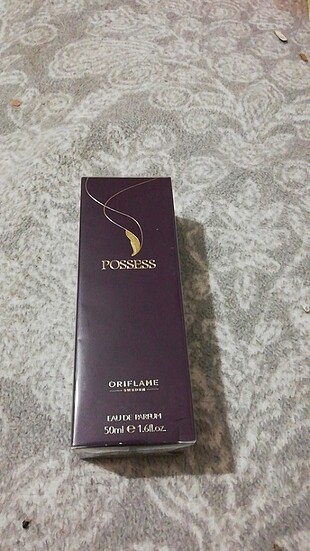 POSSESS
ORIFLAME
SWEDEN
EAU DE PARFUM
50ml ℮ 1.6fl.oz.